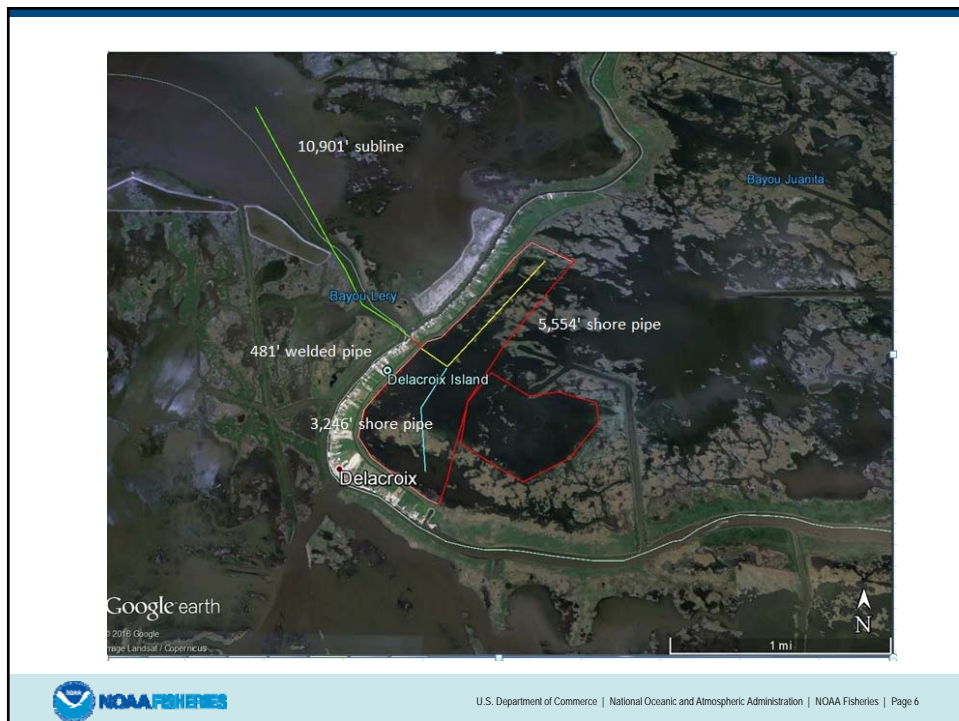 10,901' subline
Bayou Juanita
Bayou Lery
5,554' shore pipe
481' welded pipe
Delacroix Island
3,246' shore pipe
Delacroix
Google earth
© 2016 Google
Image Landsat / Copernicus
N
1 mi
NOAA FISHERIES
U.S. Department of Commerce | National Oceanic and Atmospheric Administration | NOAA Fisheries | Page 6